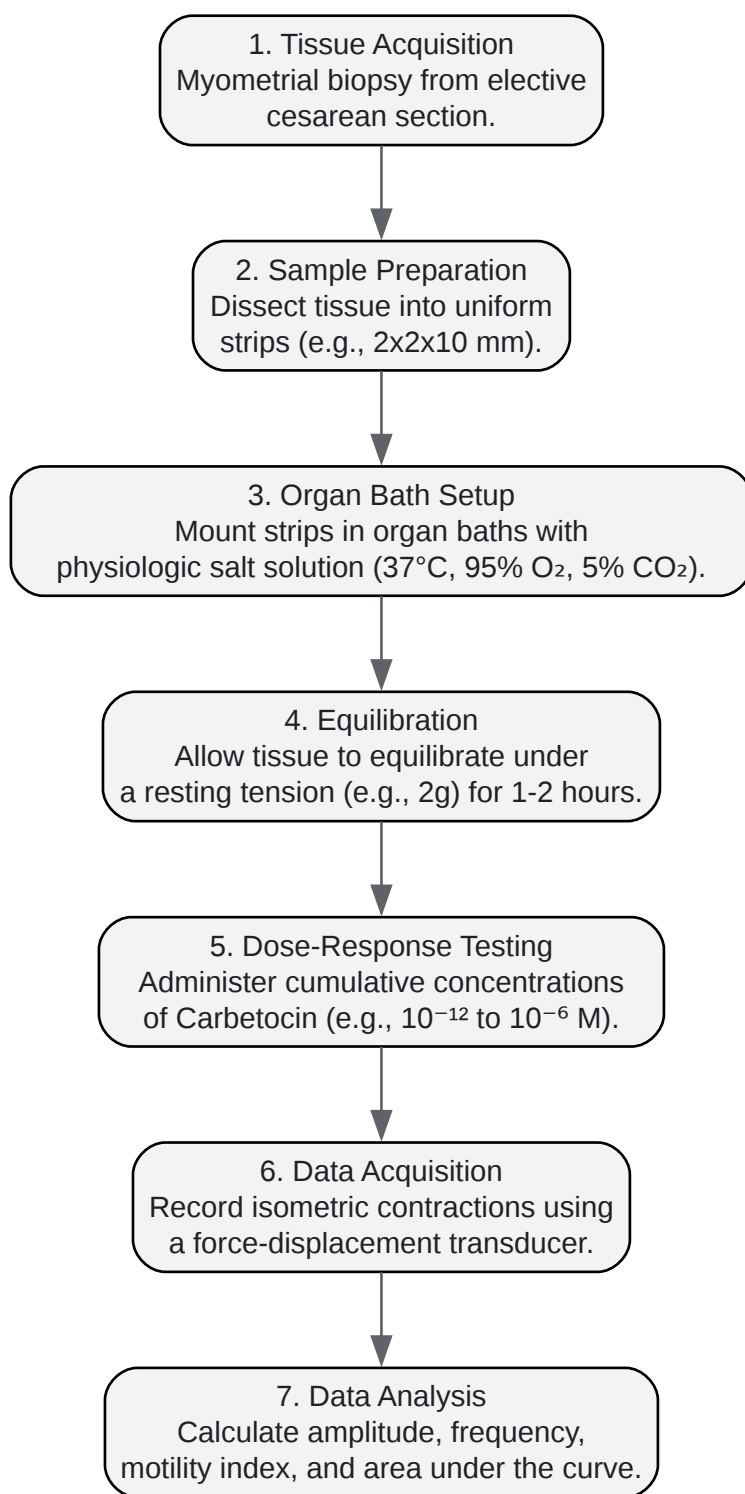 1. Tissue Acquisition
Myometrial biopsy from elective
cesarean section.
2. Sample Preparation
Dissect tissue into uniform
strips (e.g., 2x2x10 mm).
3. Organ Bath Setup
Mount strips in organ baths with
physiologic salt solution (37°C, 95% O₂, 5% CO₂).
4. Equilibration
Allow tissue to equilibrate under
a resting tension (e.g., 2g) for 1-2 hours.
5. Dose-Response Testing
Administer cumulative concentrations
of Carbetocin (e.g., 10⁻¹² to 10⁻⁶ M).
6. Data Acquisition
Record isometric contractions using
a force-displacement transducer.
7. Data Analysis
Calculate amplitude, frequency,
motility index, and area under the curve.